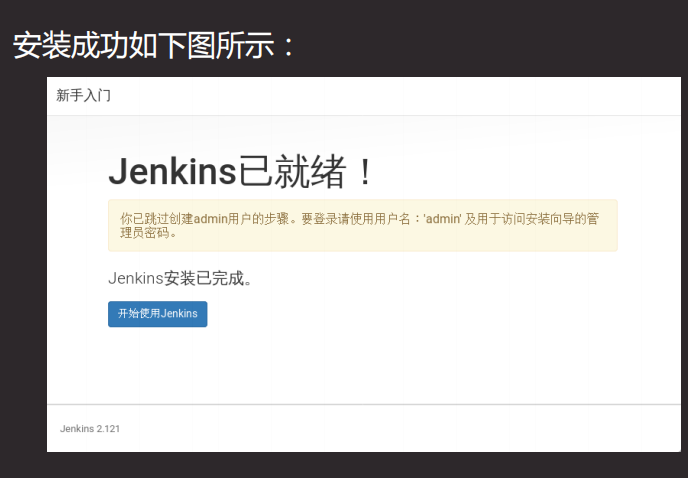 安装成功如下图所示：
新手入门
Jenkins已就绪！
你已跳过创建admin用户的步骤。要登录请使用用户名：'admin' 及用于访问安装向导的管
理员密码。
Jenkins安装已完成。
开始使用Jenkins
Jenkins 2.121